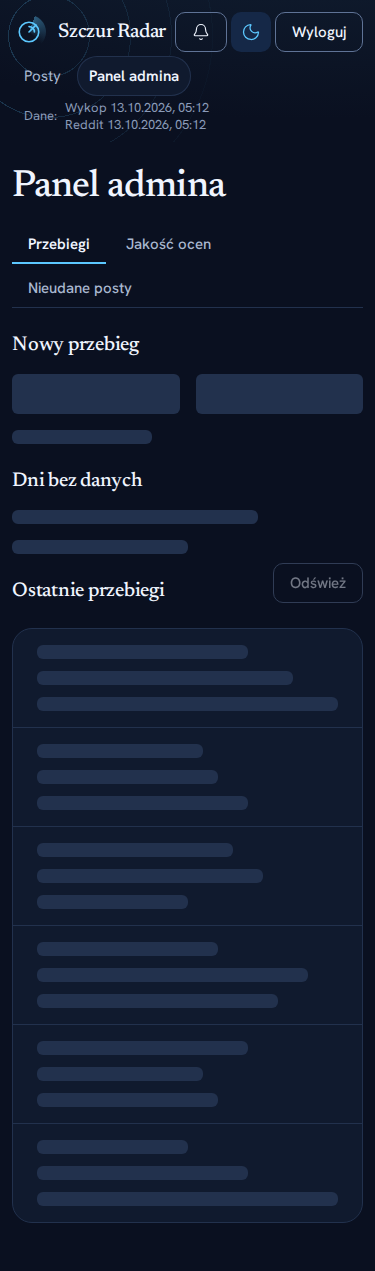 Szczur Radar
Wyloguj
Posty
Panel admina
Dane:
Wykop 13.10.2026, 05:12
Reddit 13.10.2026, 05:12
Panel admina
Przebiegi
Jakość ocen
Nieudane posty
Nowy przebieg
Dni bez danych
Ostatnie przebiegi
Odśwież